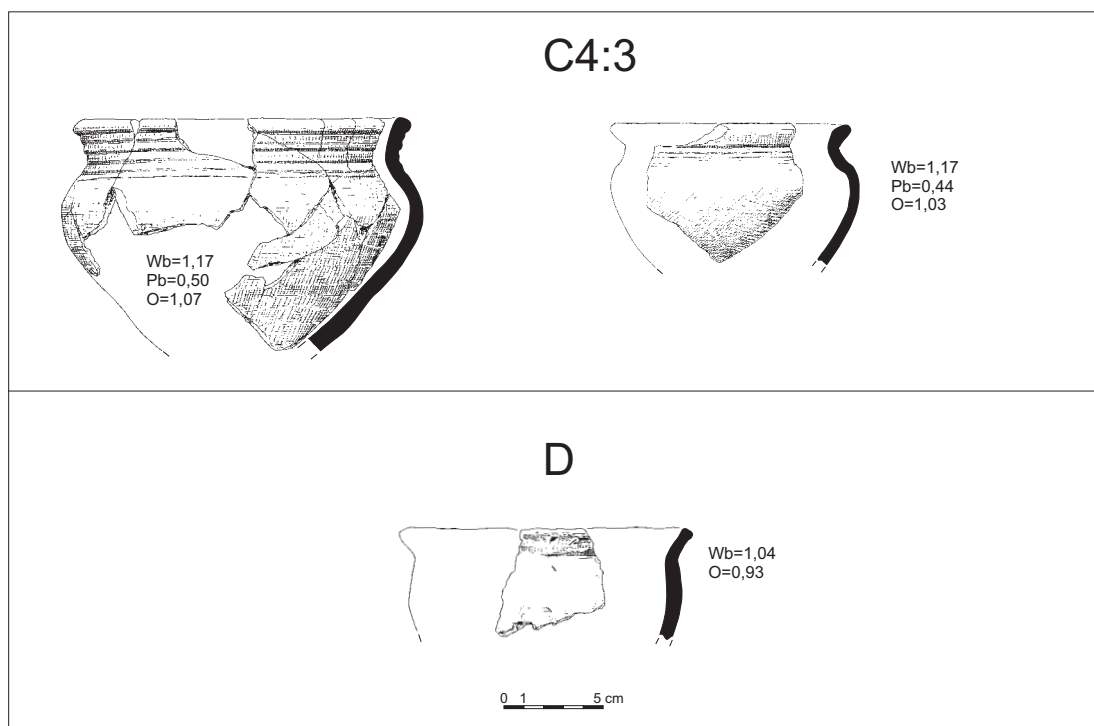 C4:3
Wb=1,17
Pb=0,50
O=1,07
Wb=1,17
Pb=0,44
O=1,03
D
Wb=1,04
O=0,93
0 1 5 cm